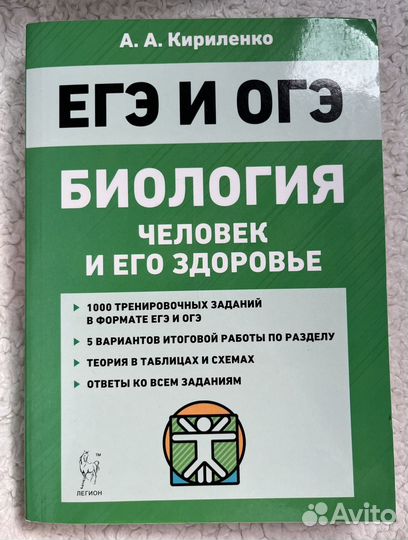 А. А. Кириленко
ЕГЭ И ОГЭ
БИОЛОГИЯ
ЧЕЛОВЕК
И ЕГО ЗДОРОВЬЕ
1000 ТРЕНИРОВОЧНЫХ ЗАДАНИЙ
В ФОРМАТЕ ЕГЭ И ОГЭ
5 ВАРИАНТОВ ИТОГОВОЙ РАБОТЫ ПО РАЗДЕЛУ
ТЕОРИЯ В ТАБЛИЦАХ И СХЕМАХ
ОТВЕТЫ КО ВСЕМ ЗАДАНИЯМ
TM
ЛЕГИОН
Avito